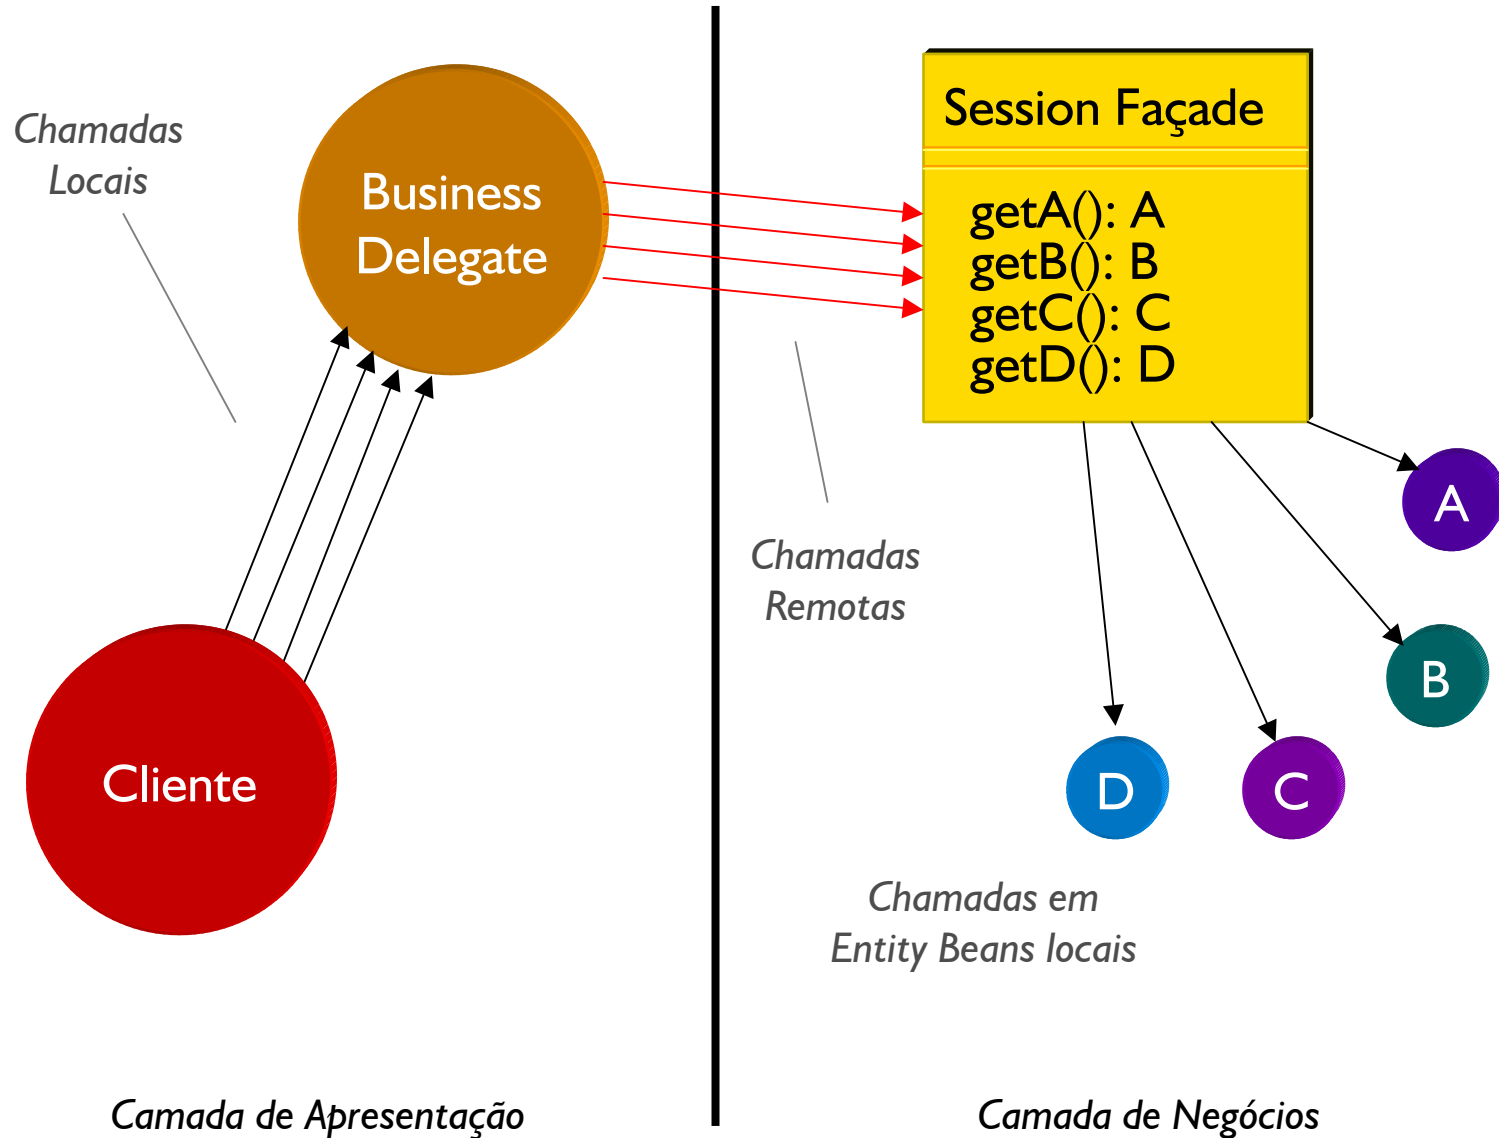 Chamadas
Locais
Business
Delegate
Cliente
Session Façade
getA(): A
getB(): B
getC(): C
getD(): D
Chamadas
Remotas
A
B
D
C
Chamadas em
Entity Beans locais
Camada de Apresentação
Camada de Negócios